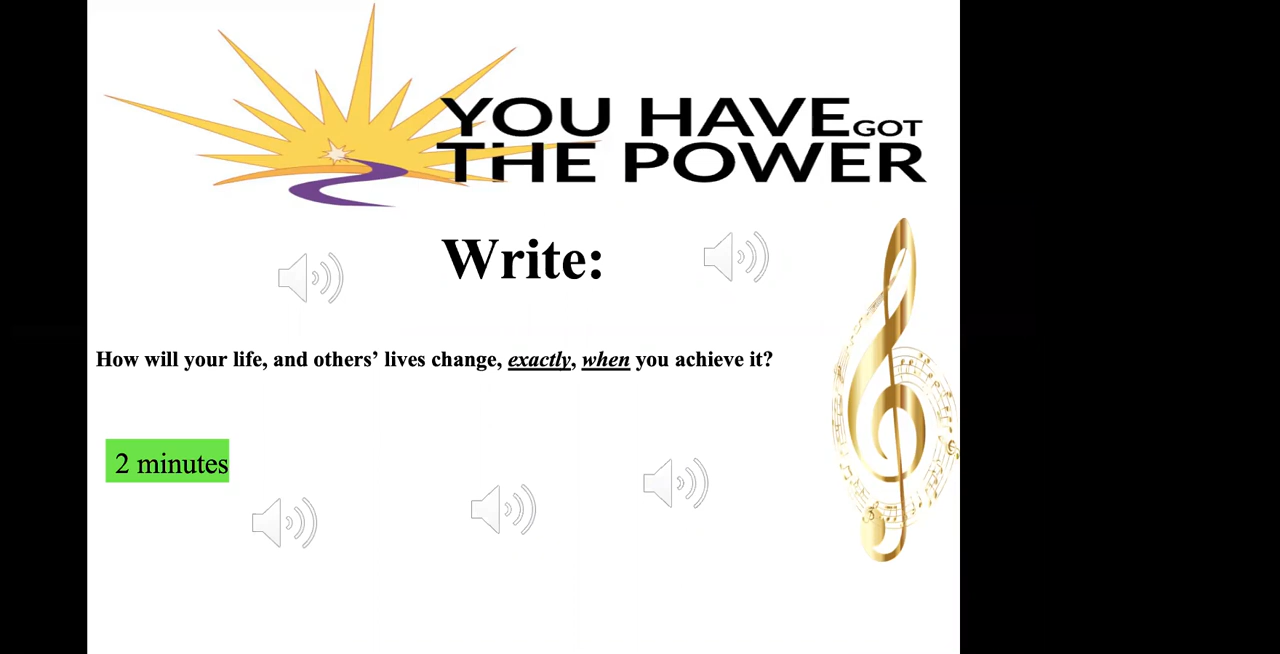 YOU HAVE GOT
THE POWER
Write:
How will your life, and others’ lives change, exactly, when you achieve it?
2 minutes